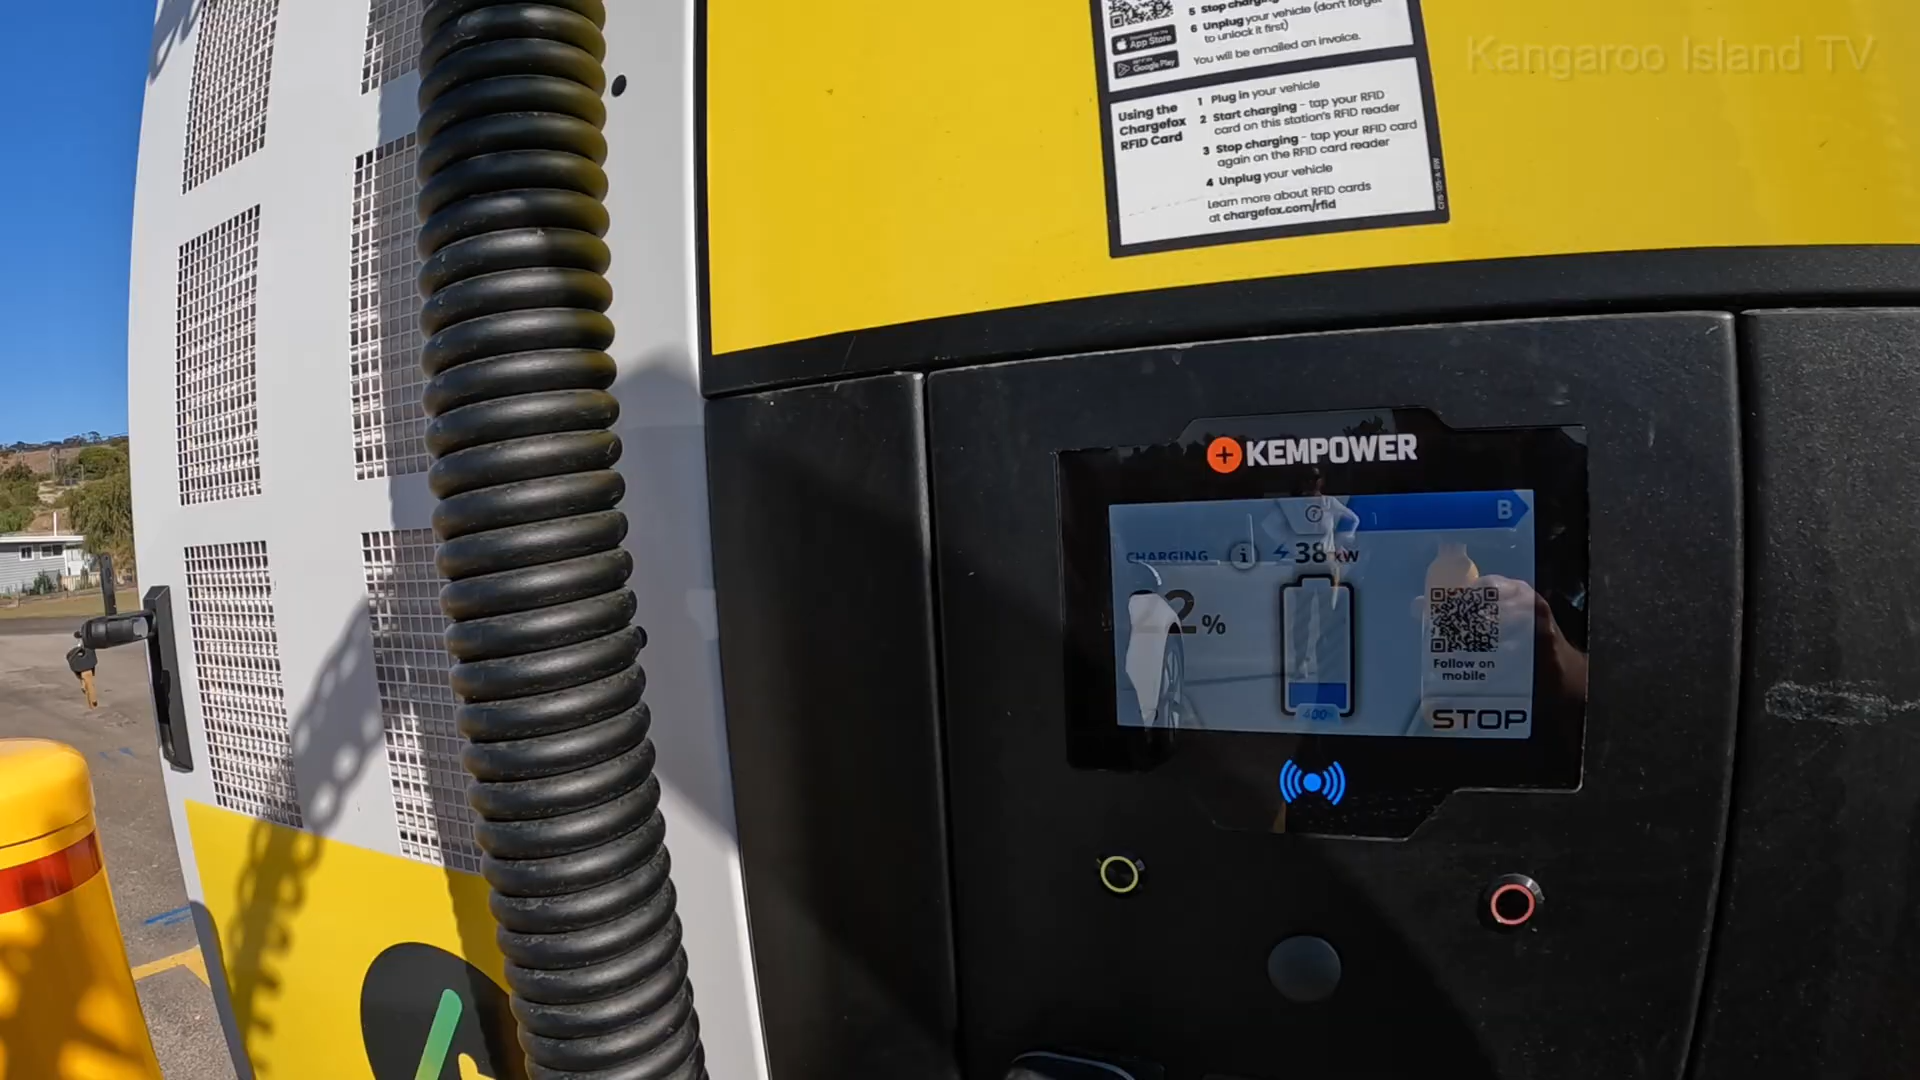 Kangaroo Island TV
5 Stop charging
6 Unplug your vehicle (don't forget
to unlock it first)
You will be emailed an invoice.
App Store
Google Play
Using the
Chargefox
RFID Card
1 Plug in your vehicle
2 Start charging - tap your RFID
card on this station's RFID reader
3 Stop charging - tap your RFID card
again on the RFID card reader
4 Unplug your vehicle
Learn more about RFID cards
at chargefox.com/rfid
KEMPOWER
B
CHARGING
i
38 kW
%
Follow on
mobile
STOP